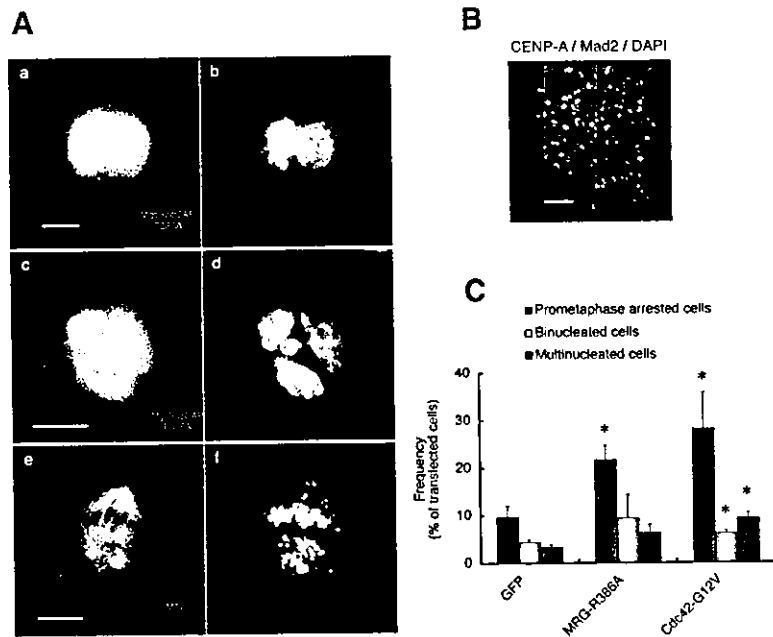 A
a
b
c
d
e
f
B
CENP-A / Mad2 / DAPI
C
Prometaphase arrested cells
Binucleated cells
Multinucleated cells
Frequency
(% of transfected cells)
40
30
20
10
0
*
*
*
*
GFP
MRG-R386A
Cdc42-G12V